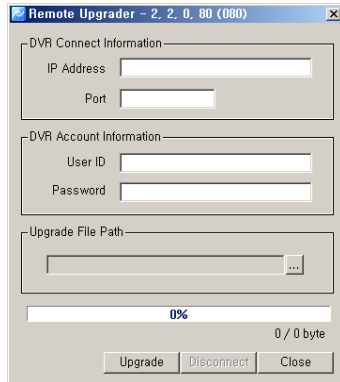 Remote Upgrader - 2, 2, 0, 80 (080)
DVR Connect Information
IP Address
Port
DVR Account Information
User ID
Password
Upgrade File Path
...
0%
0 / 0 byte
Upgrade Disconnect Close